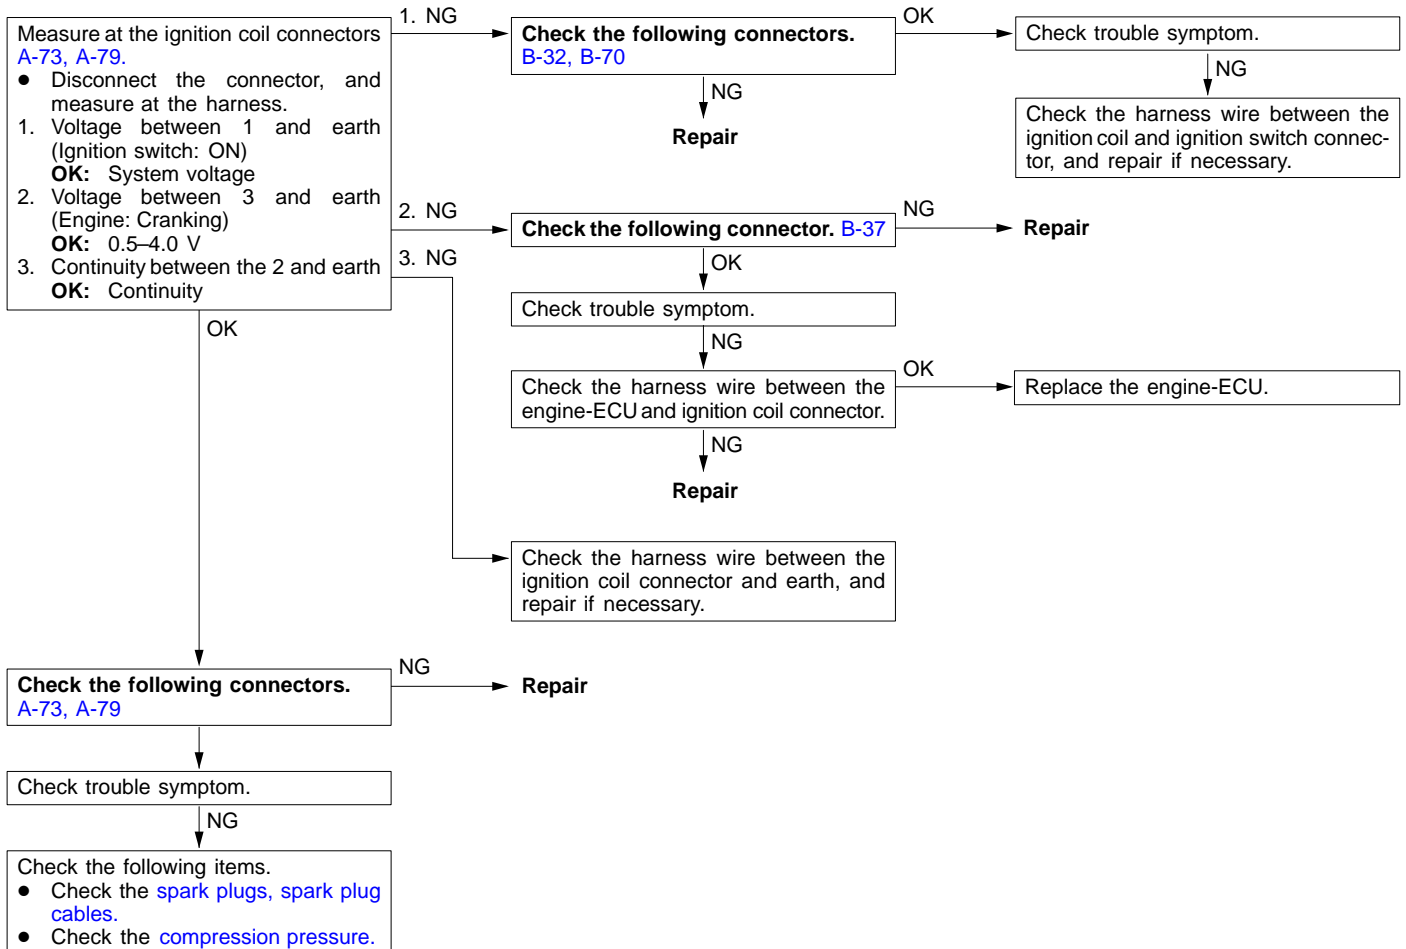 Measure at the ignition coil connectors
A-73, A-79.
● Disconnect the connector, and
measure at the harness.
1. Voltage between 1 and earth
(Ignition switch: ON)
OK: System voltage
2. Voltage between 3 and earth
(Engine: Cranking)
OK: 0.5–4.0 V
3. Continuity between the 2 and earth
OK: Continuity
1. NG
Check the following connectors.
B-32, B-70
OK
Check trouble symptom.
NG
Check the harness wire between the
ignition coil and ignition switch connec-
tor, and repair if necessary.
NG
Repair
2. NG
Check the following connector. B-37
NG
Repair
OK
Check trouble symptom.
NG
Check the harness wire between the
engine-ECU and ignition coil connector.
OK
Replace the engine-ECU.
NG
Repair
3. NG
Check the harness wire between the
ignition coil connector and earth, and
repair if necessary.
OK
Check the following connectors.
A-73, A-79
NG
Repair
Check trouble symptom.
NG
Check the following items.
● Check the spark plugs, spark plug
cables.
● Check the compression pressure.